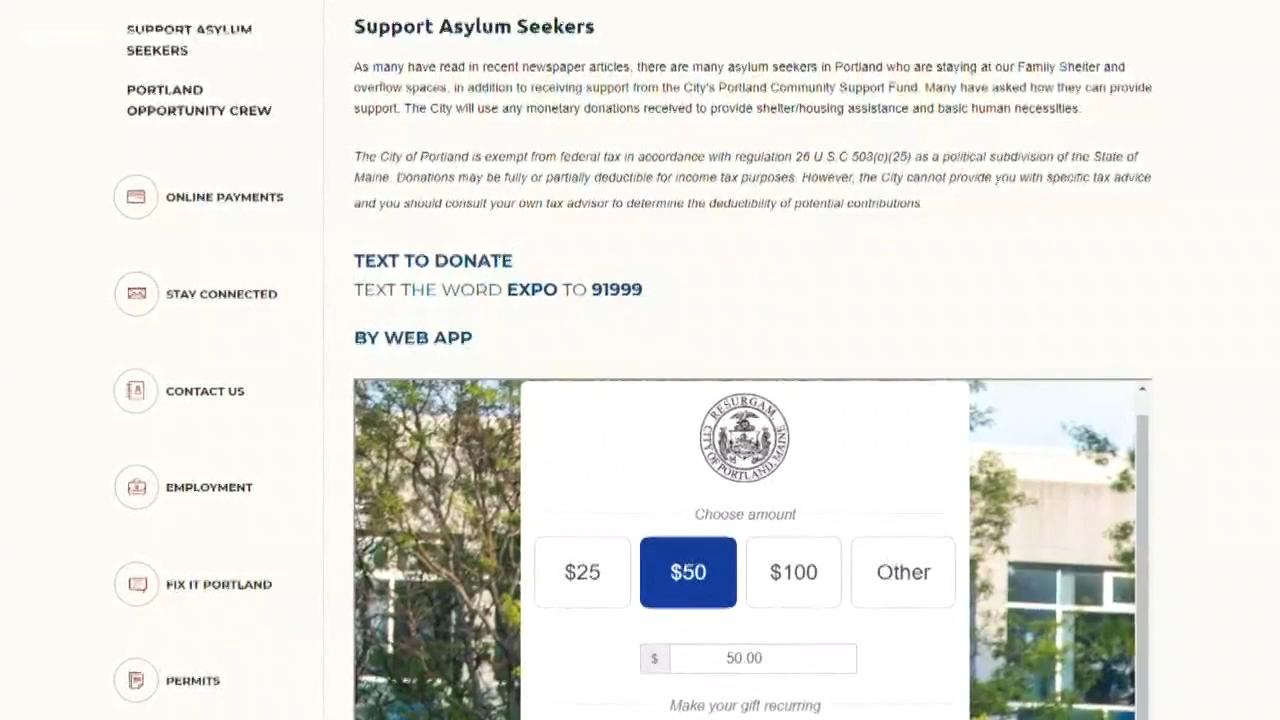 SUPPORT ASYLUM
SEEKERS
PORTLAND
OPPORTUNITY CREW
ONLINE PAYMENTS
STAY CONNECTED
CONTACT US
EMPLOYMENT
FIX IT PORTLAND
PERMITS
Support Asylum Seekers
As many have read in recent newspaper articles, there are many asylum seekers in Portland who are staying at our Family Shelter and
overflow spaces, in addition to receiving support from the City's Portland Community Support Fund. Many have asked how they can provide
support. The City will use any monetary donations received to provide shelter/housing assistance and basic human necessities.
The City of Portland is exempt from federal tax in accordance with regulation 26 U.S.C 503(c)(25) as a political subdivision of the State of
Maine. Donations may be fully or partially deductible for income tax purposes. However, the City cannot provide you with specific tax advice
and you should consult your own tax advisor to determine the deductibility of potential contributions.
TEXT TO DONATE
TEXT THE WORD EXPO TO 91999
BY WEB APP
RESURGAM
CITY OF PORTLAND, MAINE
Choose amount
$25 $50 $100 Other
$ 50.00
Make your gift recurring